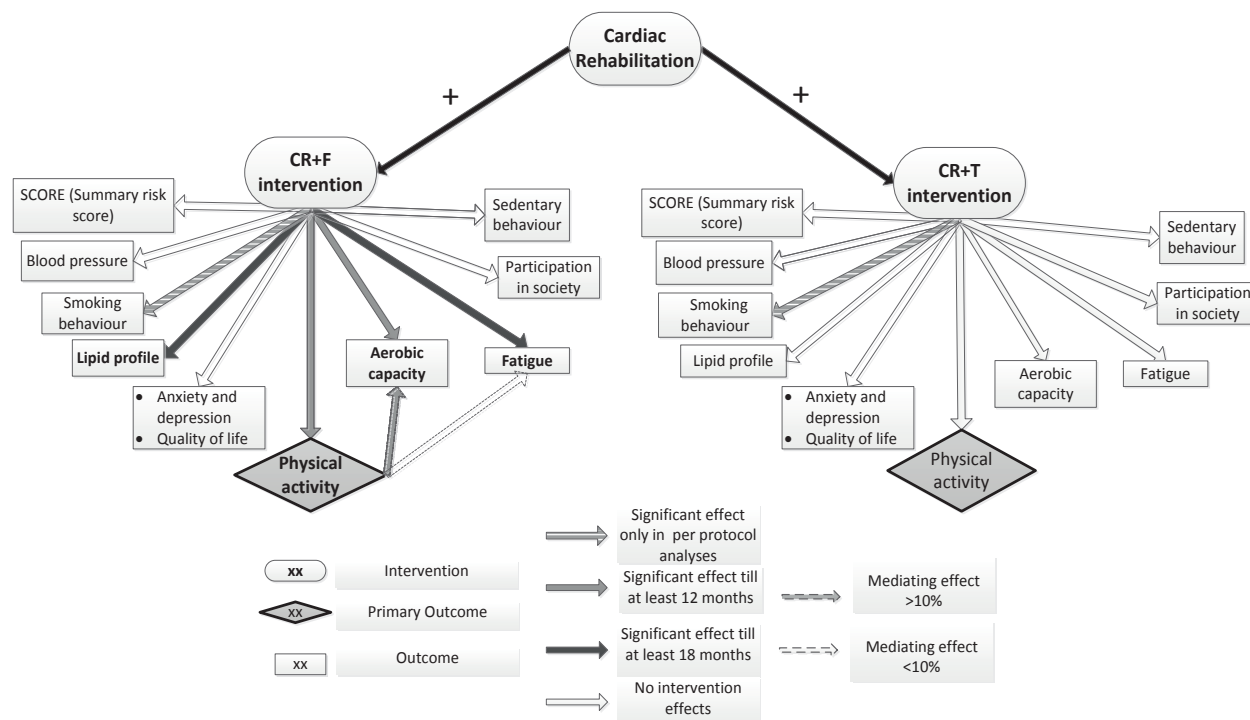 Cardiac
Rehabilitation
+
+
CR+F
intervention
SCORE (Summary risk
score)
Sedentary
behaviour
Blood pressure
Participation
in society
Smoking
behaviour
Lipid profile
Aerobic
capacity
Fatigue
• Anxiety and
depression
• Quality of life
Physical
activity
CR+T
intervention
SCORE (Summary risk
score)
Sedentary
behaviour
Blood pressure
Participation
in society
Smoking
behaviour
Lipid profile
Aerobic
capacity
Fatigue
• Anxiety and
depression
• Quality of life
Physical
activity
xx
Intervention
xx
Primary Outcome
xx
Outcome
Significant effect
only in per protocol
analyses
Significant effect till
at least 12 months
Significant effect till
at least 18 months
No intervention
effects
Mediating effect
>10%
Mediating effect
<10%